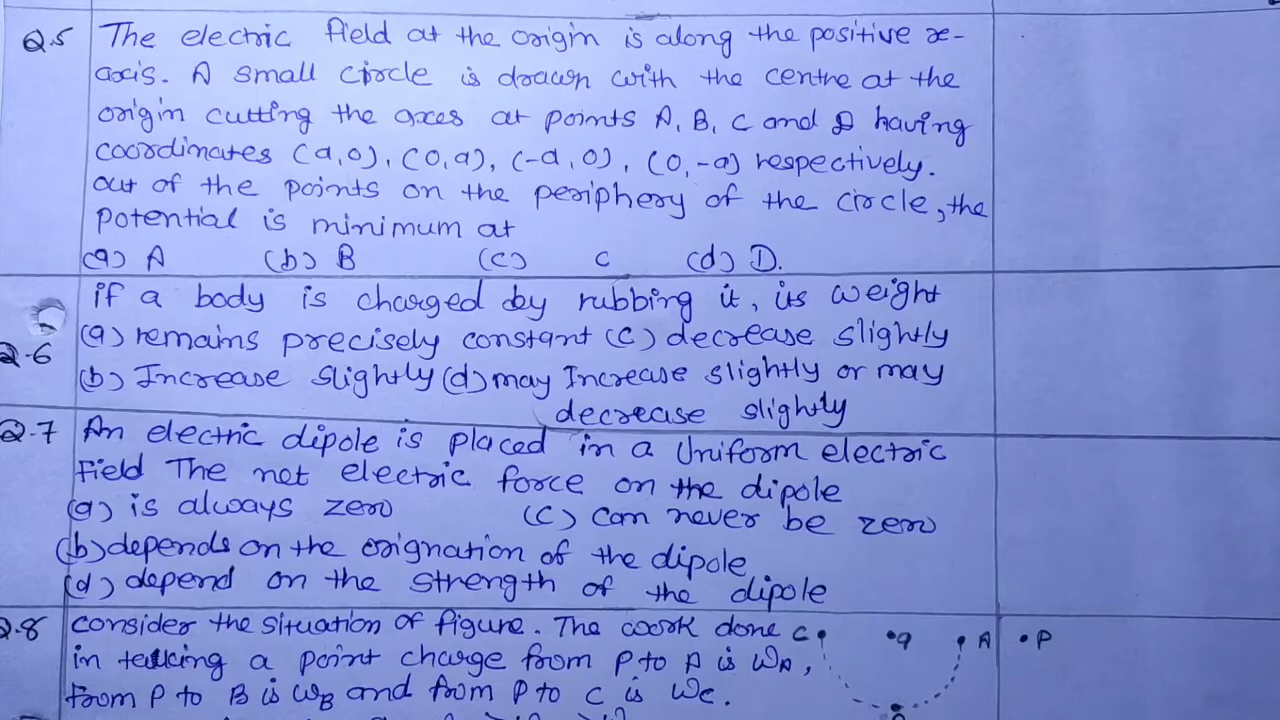 Q.5 The electric field at the origin is along the positive x-
axis. A small circle is drawn with the centre at the
origin cutting the axes at points A, B, C and D having
coordinates (a,0), (0,a), (-a,0), (0,-a) respectively.
out of the points on the periphery of the circle, the
potential is minimum at
(a) A (b) B (c) C (d) D.
if a body is charged by rubbing it, its weight
(a) remains precisely constant (c) decrease slightly
Q.6
(b) Increase slightly (d) may Increase slightly or may
decrease slightly
Q.7 An electric dipole is placed in a Uniform electric
field The net electric force on the dipole
(a) is always zero (c) can never be zero
(b) depends on the orignation of the dipole
(d) depend on the strength of the dipole
Q.8 consider the situation of figure. The work done C q A P
in taking a point charge from P to A is WA,
from P to B is WB and from P to C is WC.